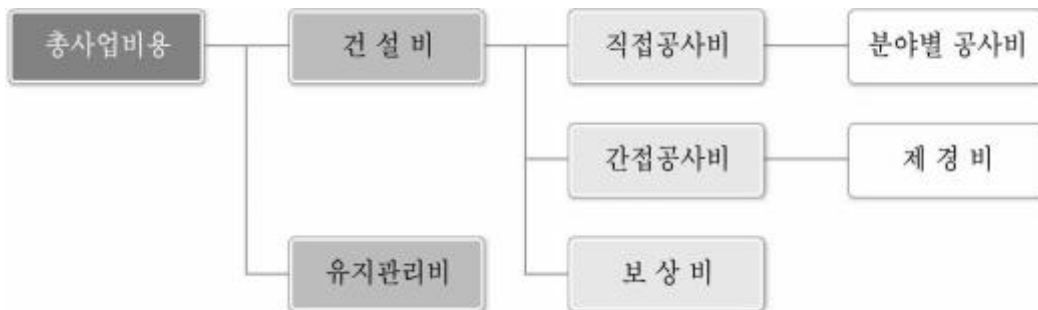 총사업비용
건 설 비
직접공사비
분야별 공사비
간접공사비
제 경 비
유지관리비
보 상 비